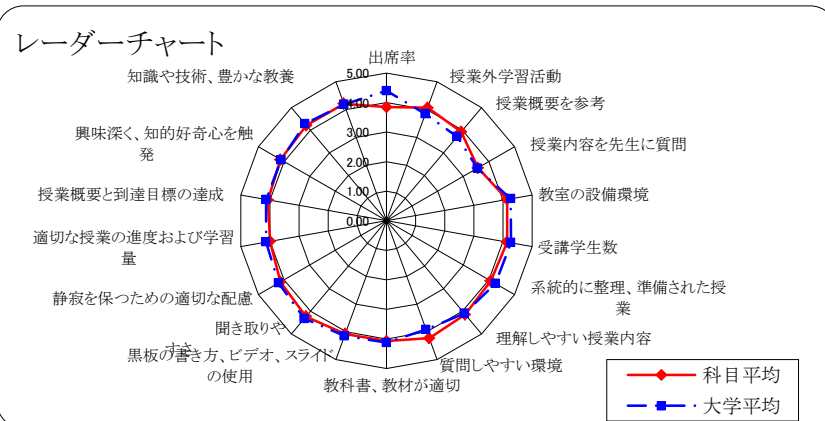 レーダーチャート
出席率
授業外学習活動
授業概要を参考
授業内容を先生に質問
教室の設備環境
受講学生数
系統的に整理、準備された授
業
理解しやすい授業内容
質問しやすい環境
教科書、教材が適切
黒板の書き方、ビデオ、スライド
の使用
聞き取りや
すさ
静寂を保つための適切な配慮
適切な授業の進度および学習
量
授業概要と到達目標の達成
興味深く、知的好奇心を触
発
知識や技術、豊かな教養
5.00
4.00
3.00
2.00
1.00
0.00
科目平均
大学平均